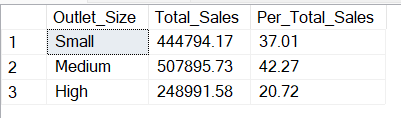 Outlet_Size Total_Sales Per_Total_Sales
1 Small 444794.17 37.01
2 Medium 507895.73 42.27
3 High 248991.58 20.72